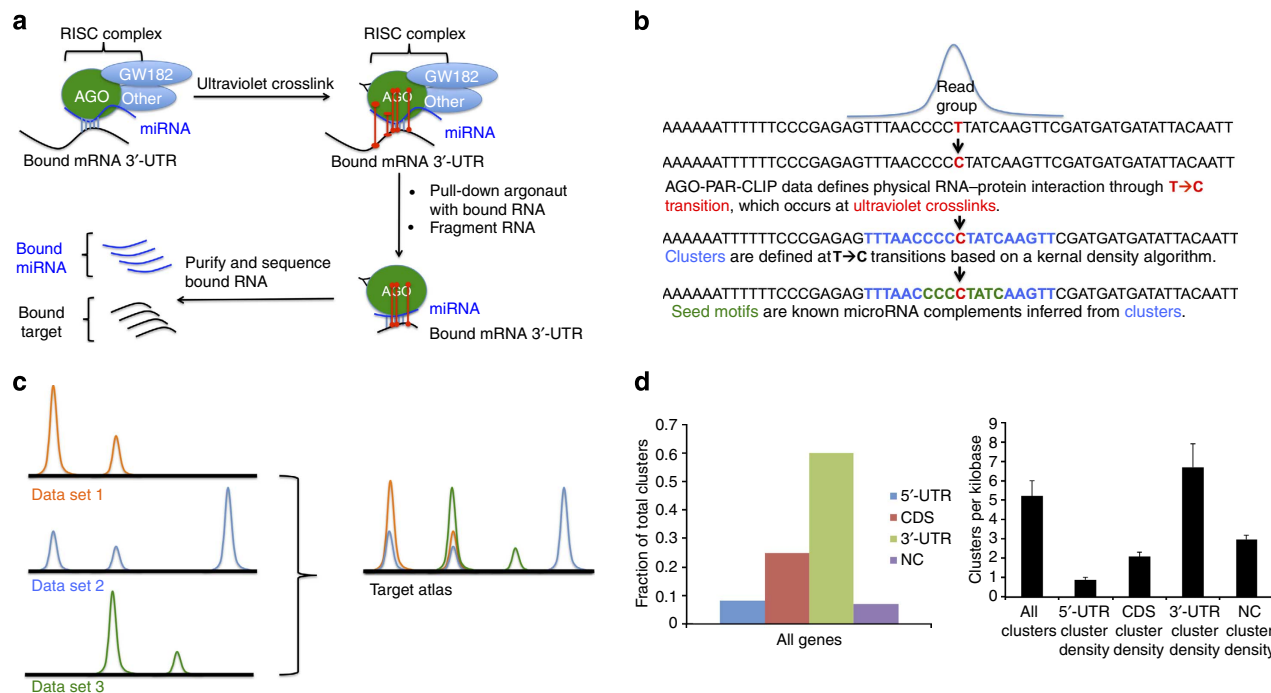 a
RISC complex
GW182
AGO
Other
miRNA
Bound mRNA 3′-UTR
Ultraviolet crosslink
RISC complex
GW182
AGO
Other
miRNA
Bound mRNA 3′-UTR
• Pull-down argonaut
with bound RNA
• Fragment RNA
AGO
miRNA
Bound mRNA 3′-UTR
Purify and sequence
bound RNA
Bound
miRNA
Bound
target
b
Read
group
AAAAAATTTTTTCCCGAGAGTTTAACCCCTTATCAAGTTCGATGATGATATTACAATT
AAAAAATTTTTTCCCGAGAGTTTAACCCCCTATCAAGTTCGATGATGATATTACAATT
AGO-PAR-CLIP data defines physical RNA–protein interaction through T→C
transition, which occurs at ultraviolet crosslinks.
AAAAAATTTTTTCCCGAGAGTTTAACCCCCTATCAAGTTCGATGATGATATTACAATT
Clusters are defined at T→C transitions based on a kernal density algorithm.
AAAAAATTTTTTCCCGAGAGTTTAACCCCCTATCAAGTTCGATGATGATATTACAATT
Seed motifs are known microRNA complements inferred from clusters.
c
Data set 1
Data set 2
Data set 3
Target atlas
d
Fraction of total clusters
0.7
0.6
0.5
0.4
0.3
0.2
0.1
0
All genes
5′-UTR
CDS
3′-UTR
NC
Clusters per kilobase
9
8
7
6
5
4
3
2
1
0
All
clusters
5′-UTR
cluster
density
CDS
cluster
density
3′-UTR
cluster
density
NC
cluster
density